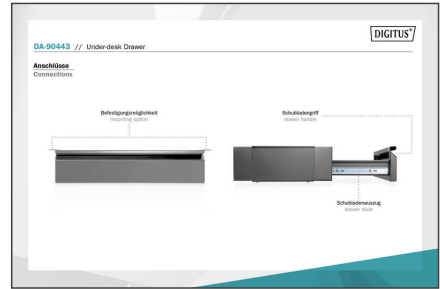 DIGITUS®
DA-90443 // Under-desk Drawer
Anschlüsse
Connections
Befestigungsmöglichkeit
mounting option
Schubladengriff
drawer handle
Schubladenauszug
drawer slide